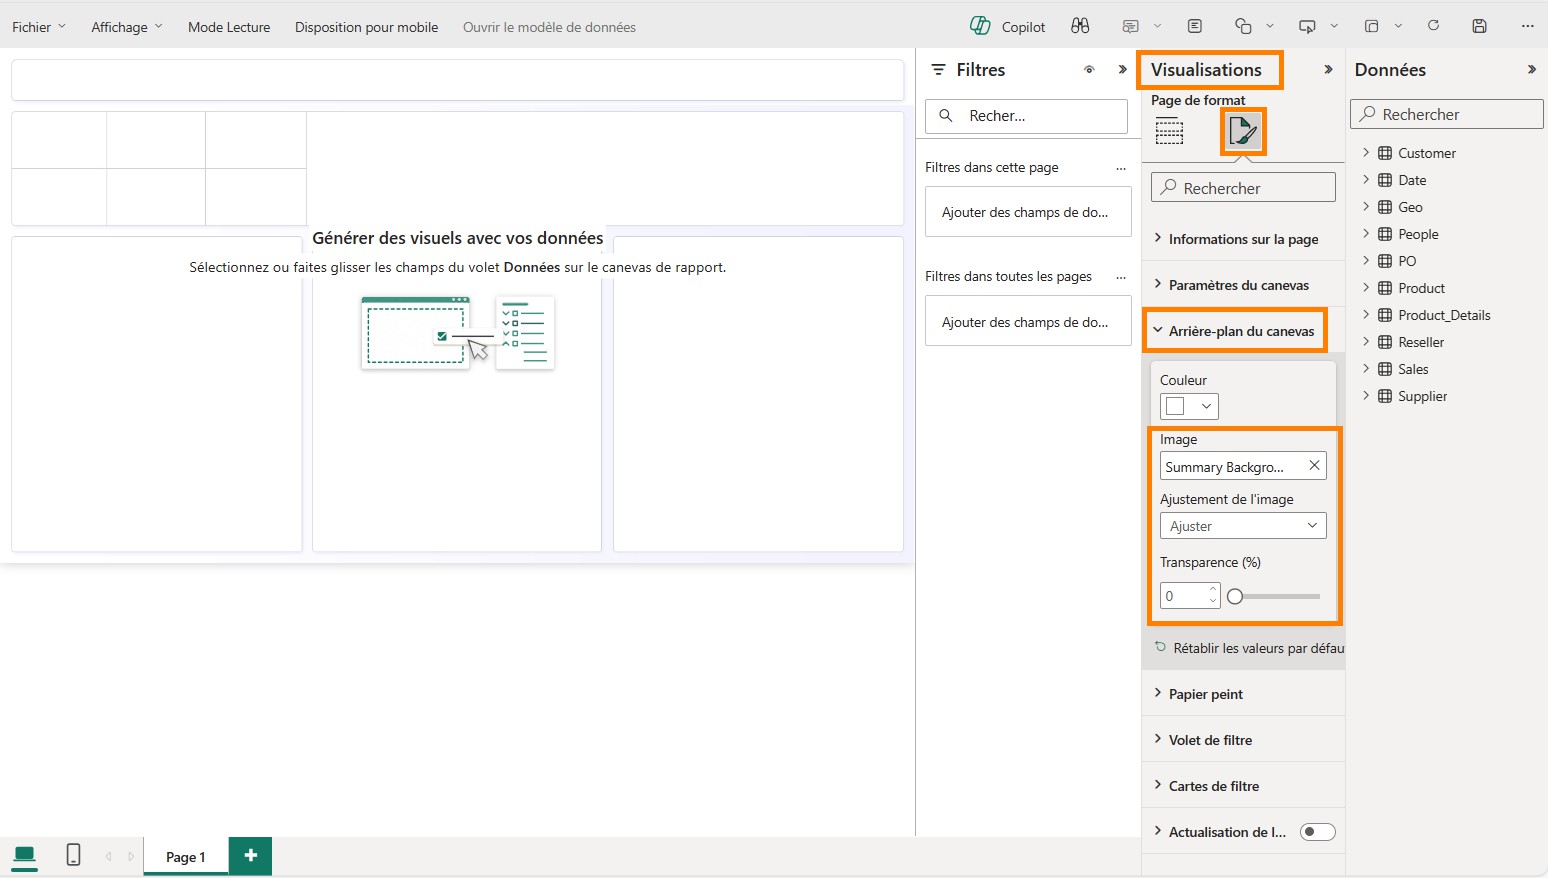 Fichier
Affichage
Mode Lecture
Disposition pour mobile
Ouvrir le modèle de données
Copilot
Générer des visuels avec vos données
Sélectionnez ou faites glisser les champs du volet Données sur le canevas de rapport.
Filtres
Recher...
Filtres dans cette page
Ajouter des champs de do...
Filtres dans toutes les pages
Ajouter des champs de do...
Visualisations
Page de format
Rechercher
Informations sur la page
Paramètres du canevas
Arrière-plan du canevas
Couleur
Image
Summary Backgro...
Ajustement de l'image
Ajuster
Transparence (%)
0
Rétablir les valeurs par défau
Papier peint
Volet de filtre
Cartes de filtre
Actualisation de l...
Données
Rechercher
Customer
Date
Geo
People
PO
Product
Product_Details
Reseller
Sales
Supplier
Page 1